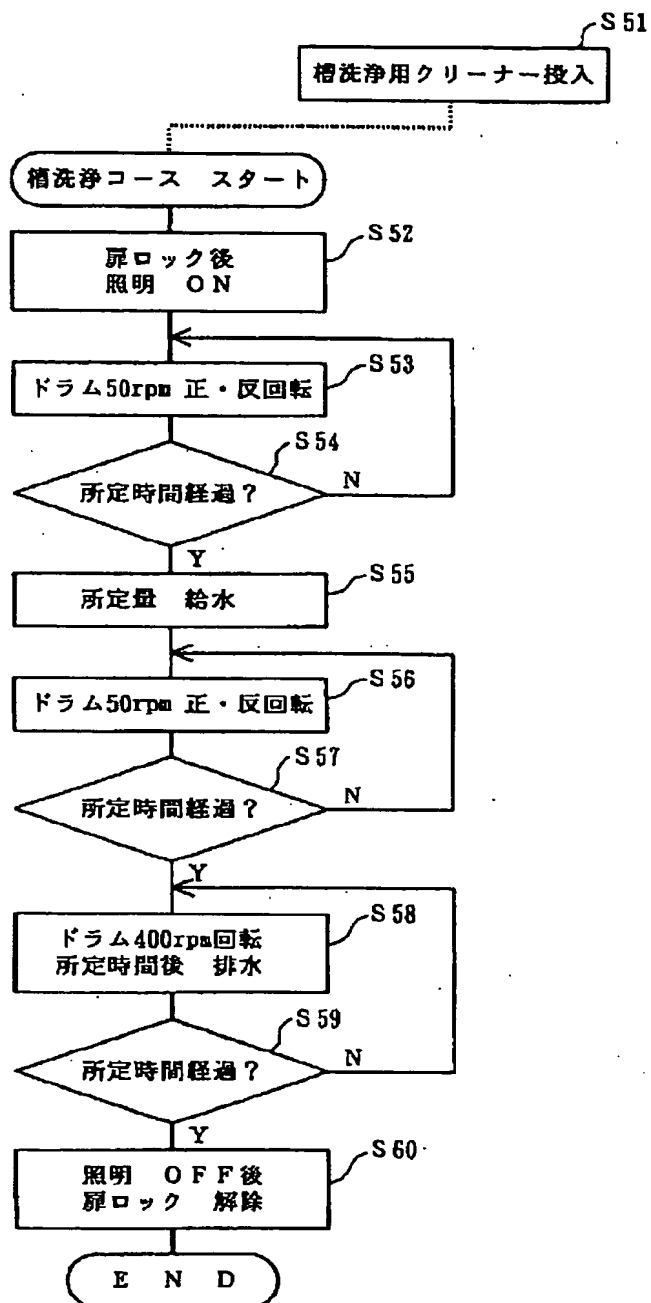 S51
槽洗浄用クリーナー投入
槽洗浄コース スタート
S52
扉ロック後
照明 ON
S53
ドラム50rpm 正・反回転
S54
所定時間経過?
N
Y
S55
所定量 給水
S56
ドラム50rpm 正・反回転
S57
所定時間経過?
N
Y
S58
ドラム400rpm回転
所定時間後 排水
S59
所定時間経過?
N
Y
S60
照明 OFF後
扉ロック 解除
END